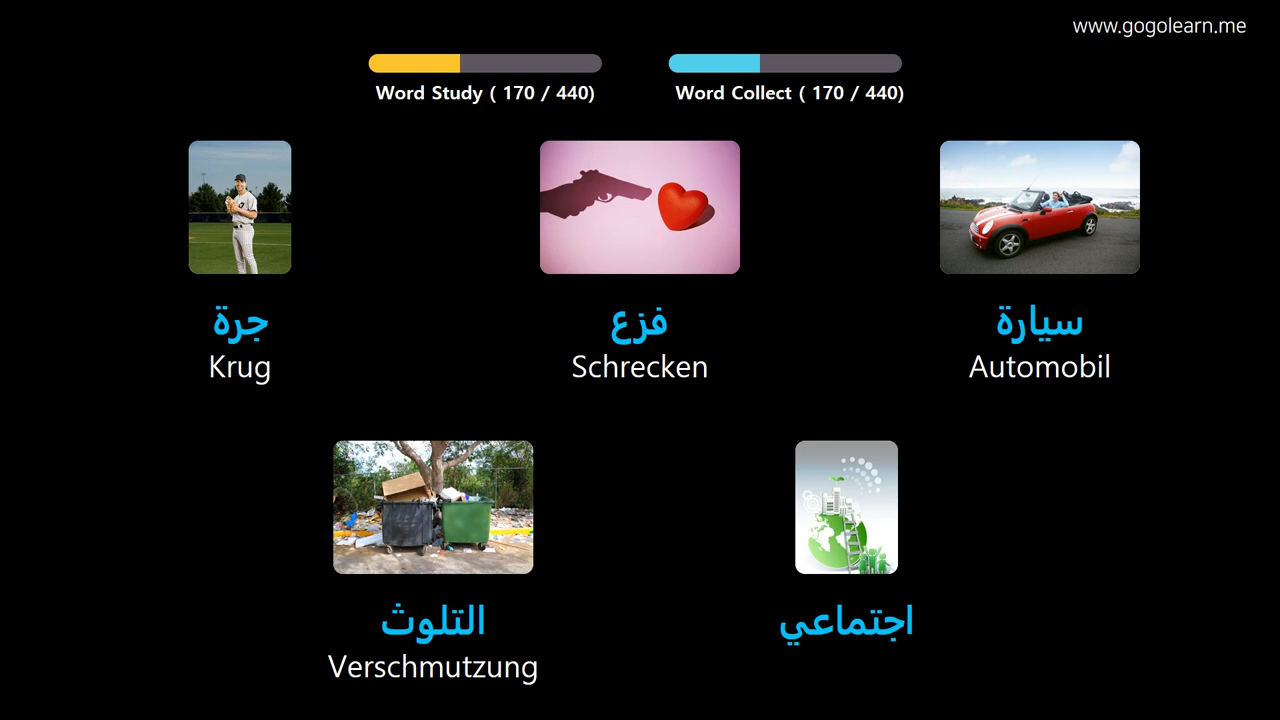 www.gogolearn.me
Word Study ( 170 / 440)
Word Collect ( 170 / 440)
جرة
Krug
فزع
Schrecken
سيارة
Automobil
التلوث
Verschmutzung
اجتماعي